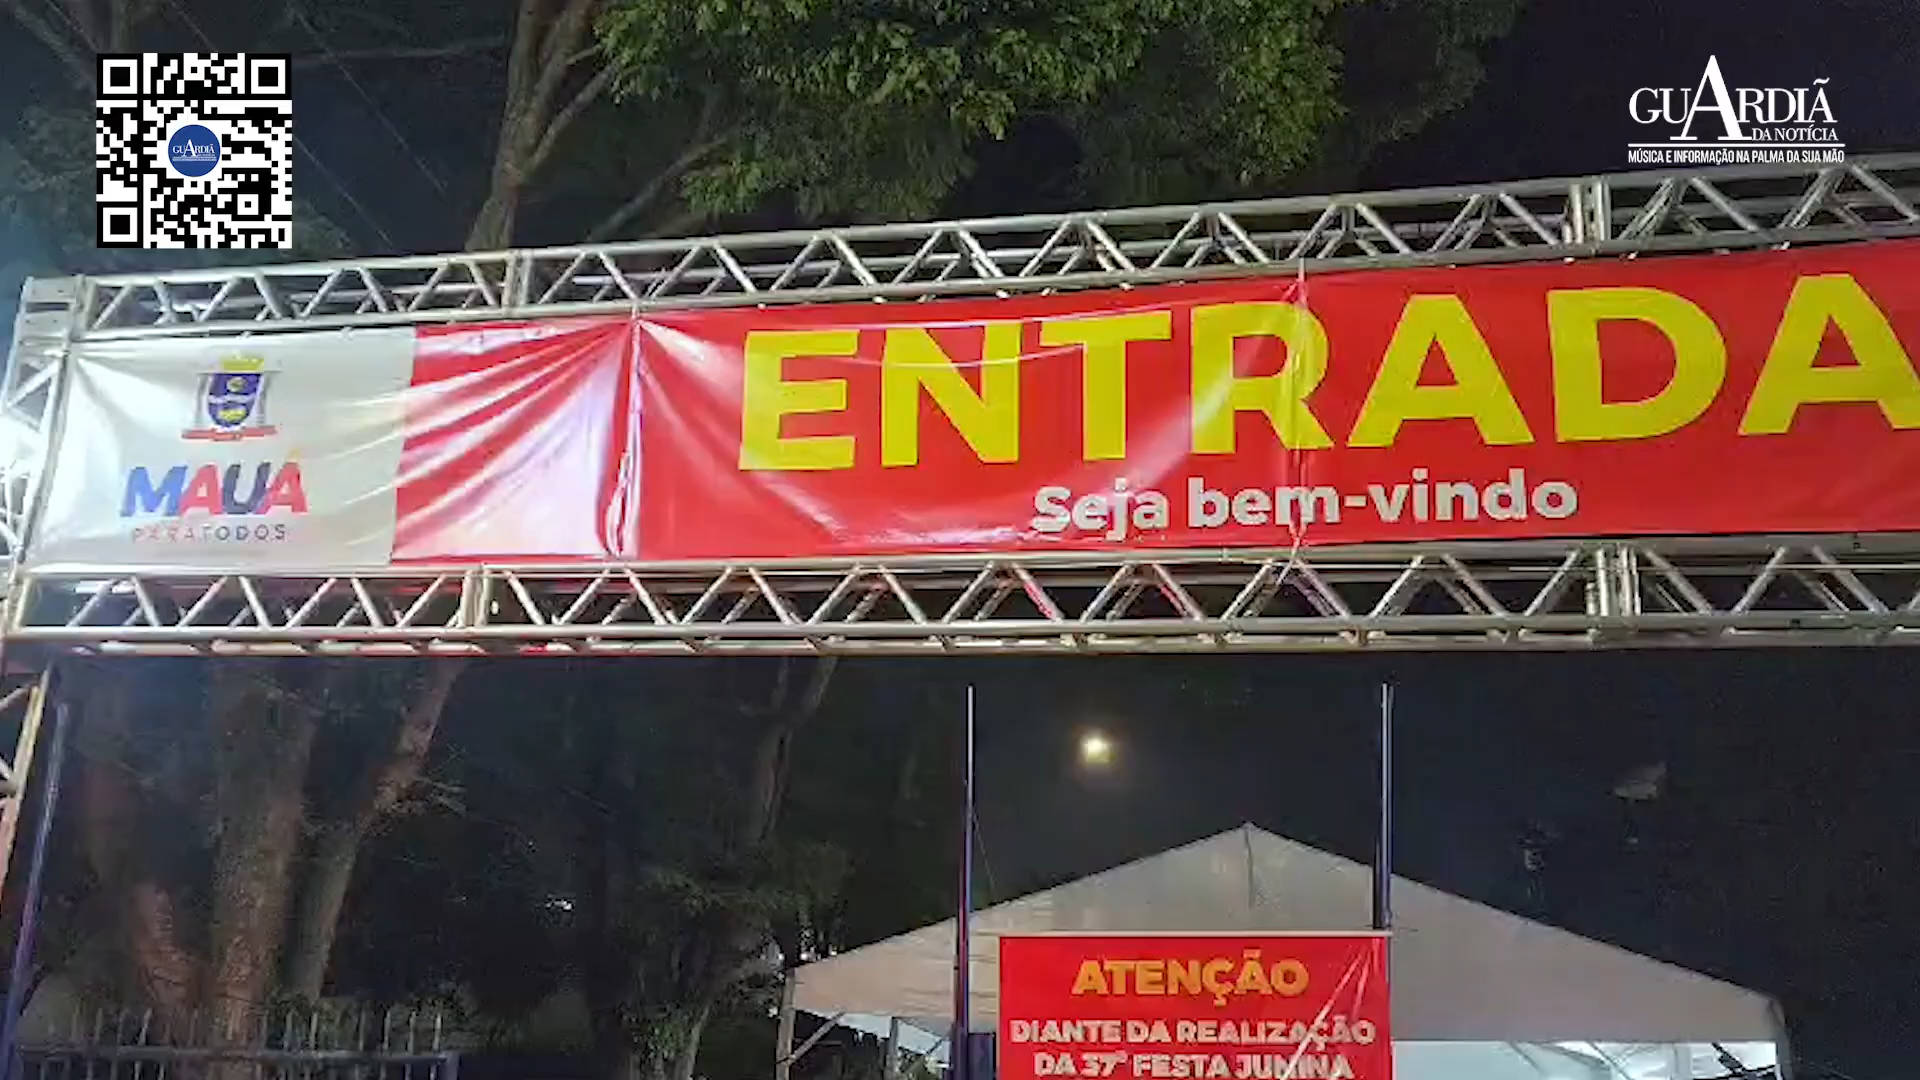 GUARDIÃ
GUARDIÃ
DA NOTÍCIA
MÚSICA E INFORMAÇÃO NA PALMA DA SUA MÃO
ENTRADA
Seja bem-vindo
MAUÁ
PARA TODOS
ATENÇÃO
DIANTE DA REALIZAÇÃO
DA 37ª FESTA JUNINA